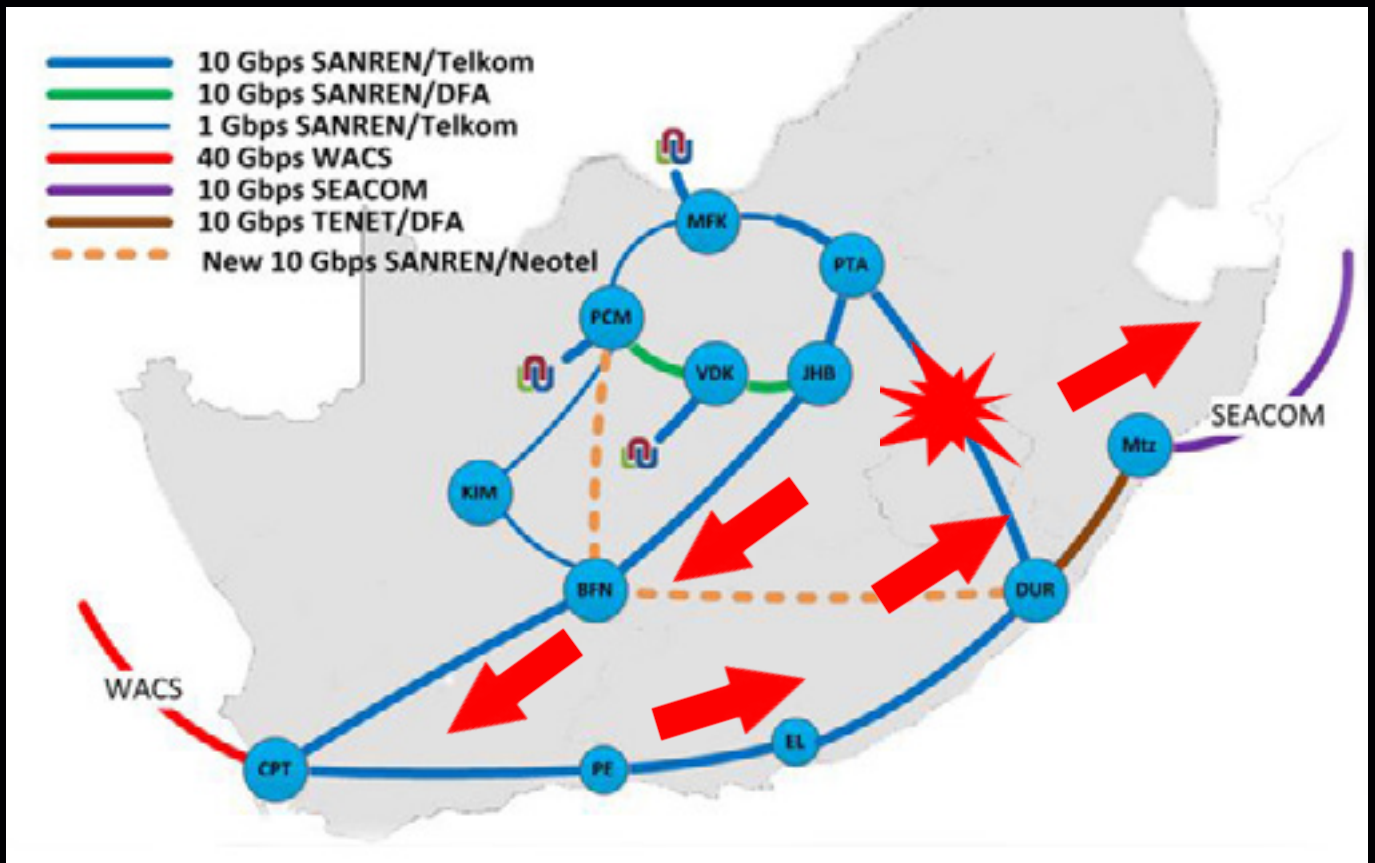 10 Gbps SANREN/Telkom
10 Gbps SANREN/DFA
1 Gbps SANREN/Telkom
40 Gbps WACS
10 Gbps SEACOM
10 Gbps TENET/DFA
New 10 Gbps SANREN/Neotel
MFK
PTA
PCM
VDK
JHB
SEACOM
Mtz
KIM
BFN
DUR
WACS
CPT
PE
EL